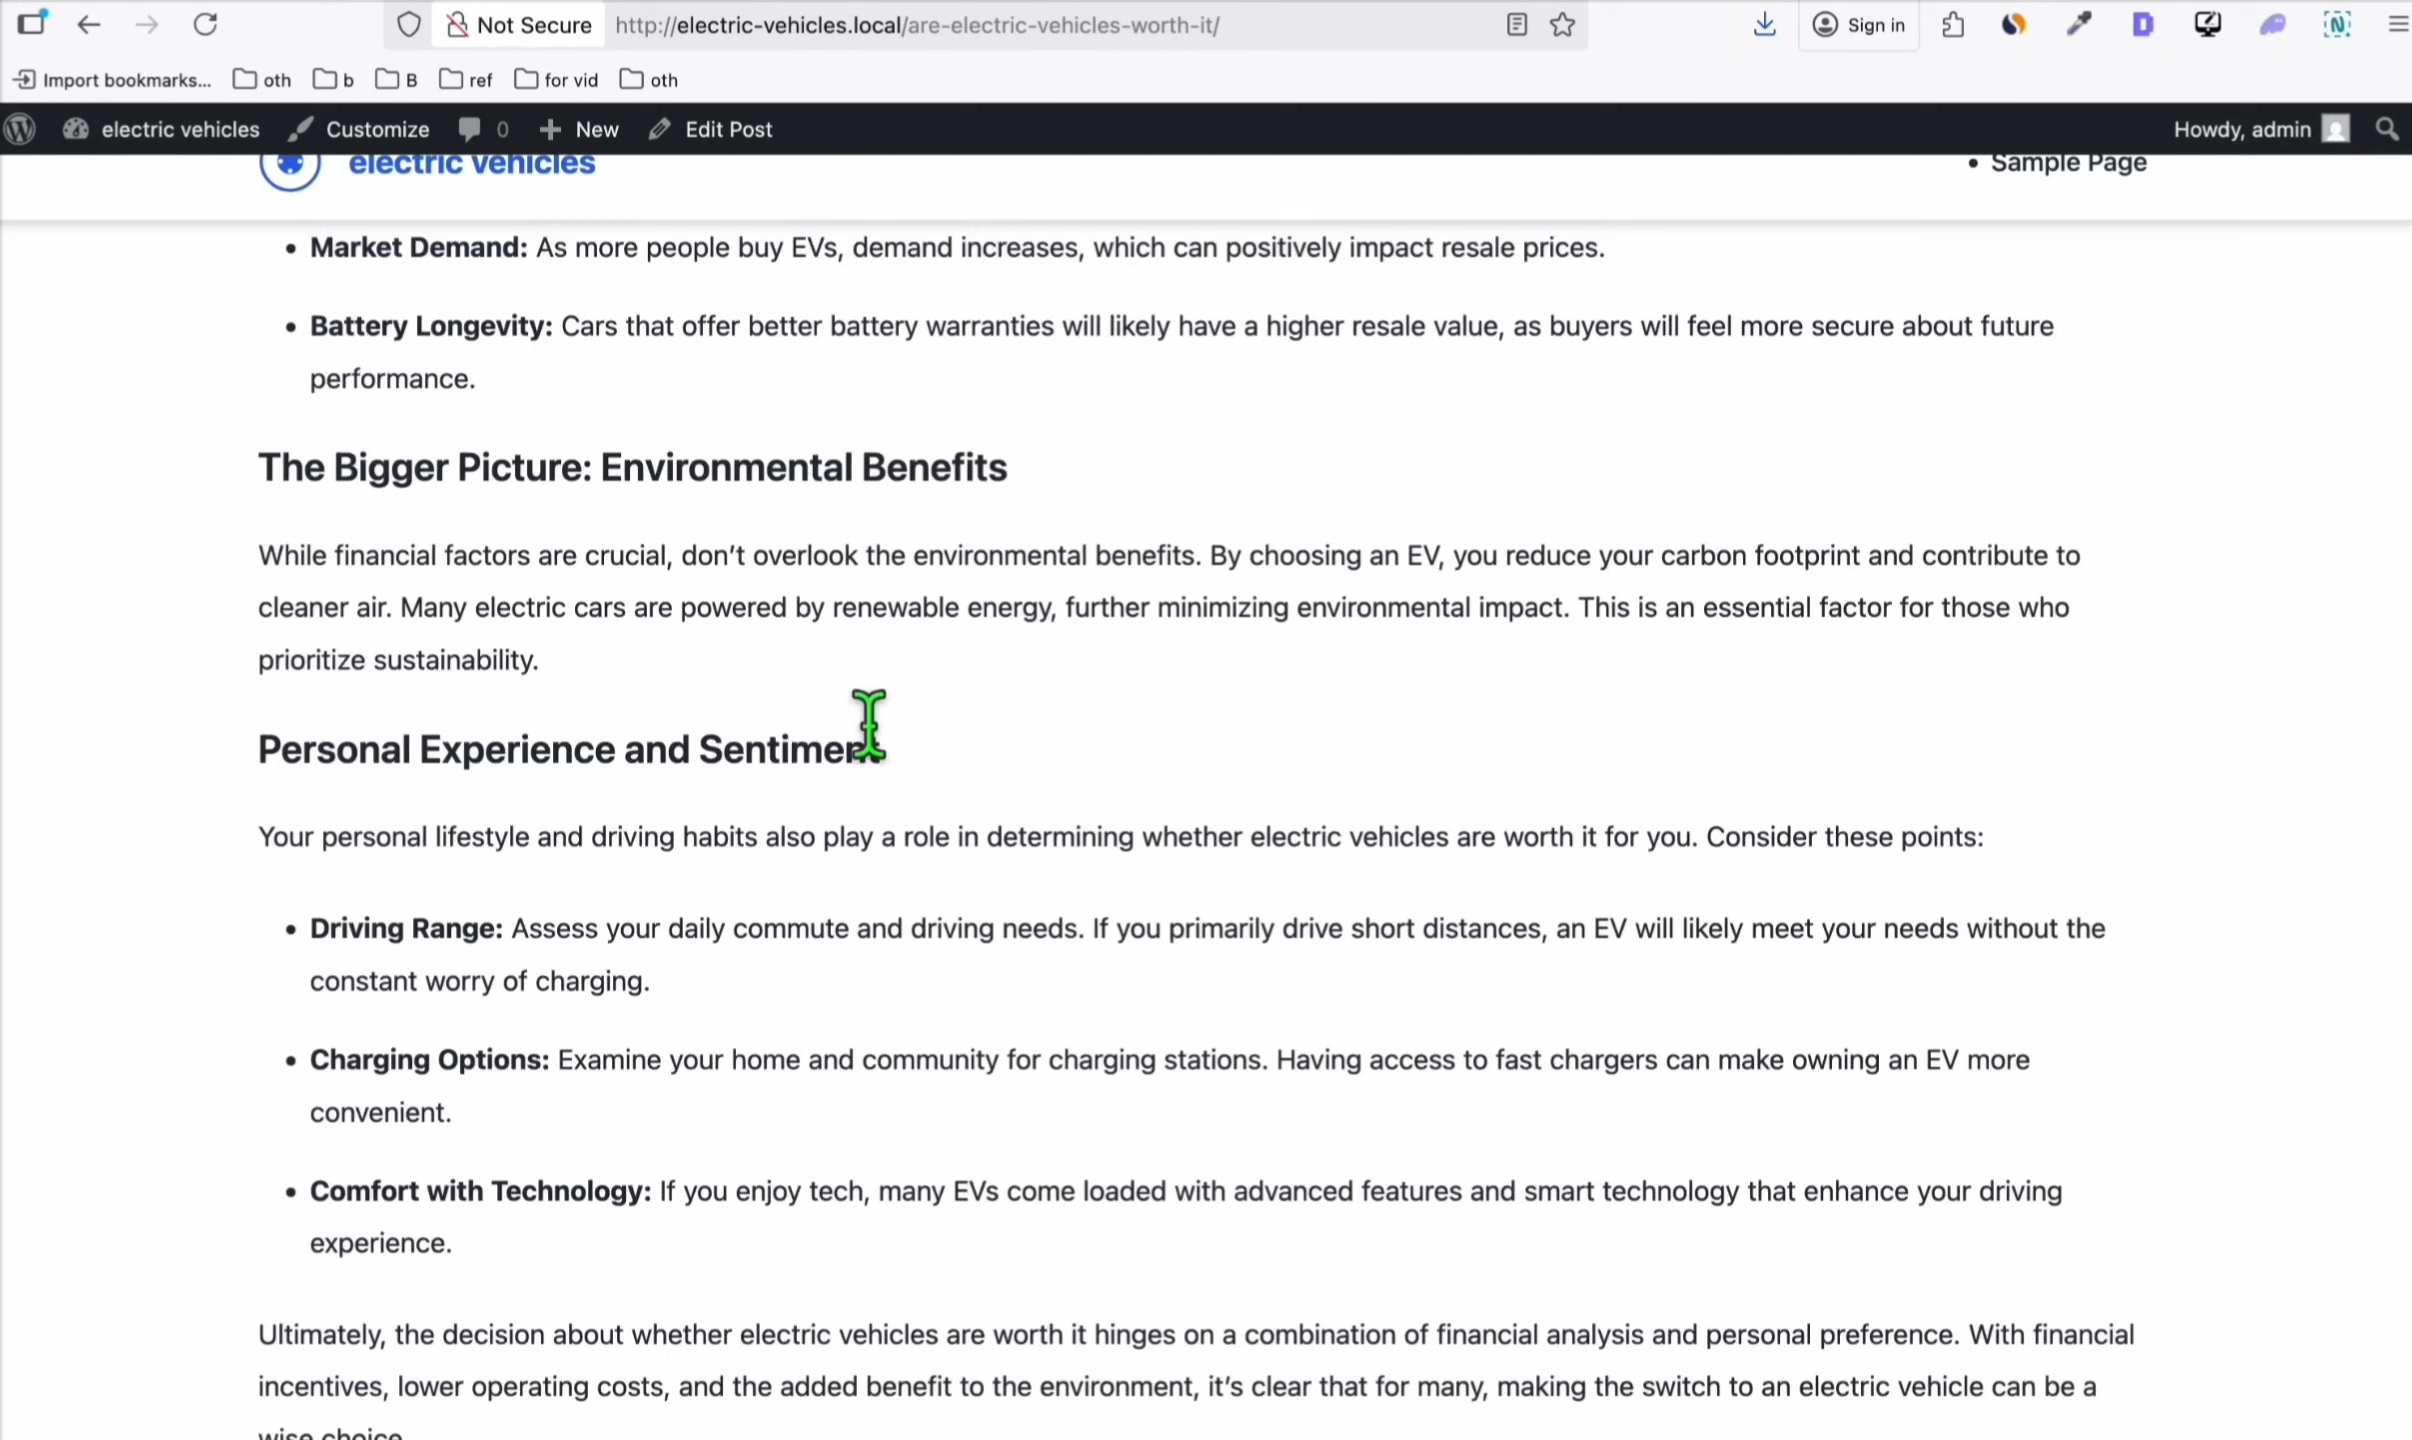 Not Secure http://electric-vehicles.local/are-electric-vehicles-worth-it/ Sign in
Import bookmarks... oth b B ref for vid oth
electric vehicles Customize 0 New Edit Post Howdy, admin
electric vehicles • Sample Page
• Market Demand: As more people buy EVs, demand increases, which can positively impact resale prices.
• Battery Longevity: Cars that offer better battery warranties will likely have a higher resale value, as buyers will feel more secure about future
performance.
The Bigger Picture: Environmental Benefits
While financial factors are crucial, don’t overlook the environmental benefits. By choosing an EV, you reduce your carbon footprint and contribute to
cleaner air. Many electric cars are powered by renewable energy, further minimizing environmental impact. This is an essential factor for those who
prioritize sustainability.
Personal Experience and Sentiment
Your personal lifestyle and driving habits also play a role in determining whether electric vehicles are worth it for you. Consider these points:
• Driving Range: Assess your daily commute and driving needs. If you primarily drive short distances, an EV will likely meet your needs without the
constant worry of charging.
• Charging Options: Examine your home and community for charging stations. Having access to fast chargers can make owning an EV more
convenient.
• Comfort with Technology: If you enjoy tech, many EVs come loaded with advanced features and smart technology that enhance your driving
experience.
Ultimately, the decision about whether electric vehicles are worth it hinges on a combination of financial analysis and personal preference. With financial
incentives, lower operating costs, and the added benefit to the environment, it’s clear that for many, making the switch to an electric vehicle can be a
wise choice